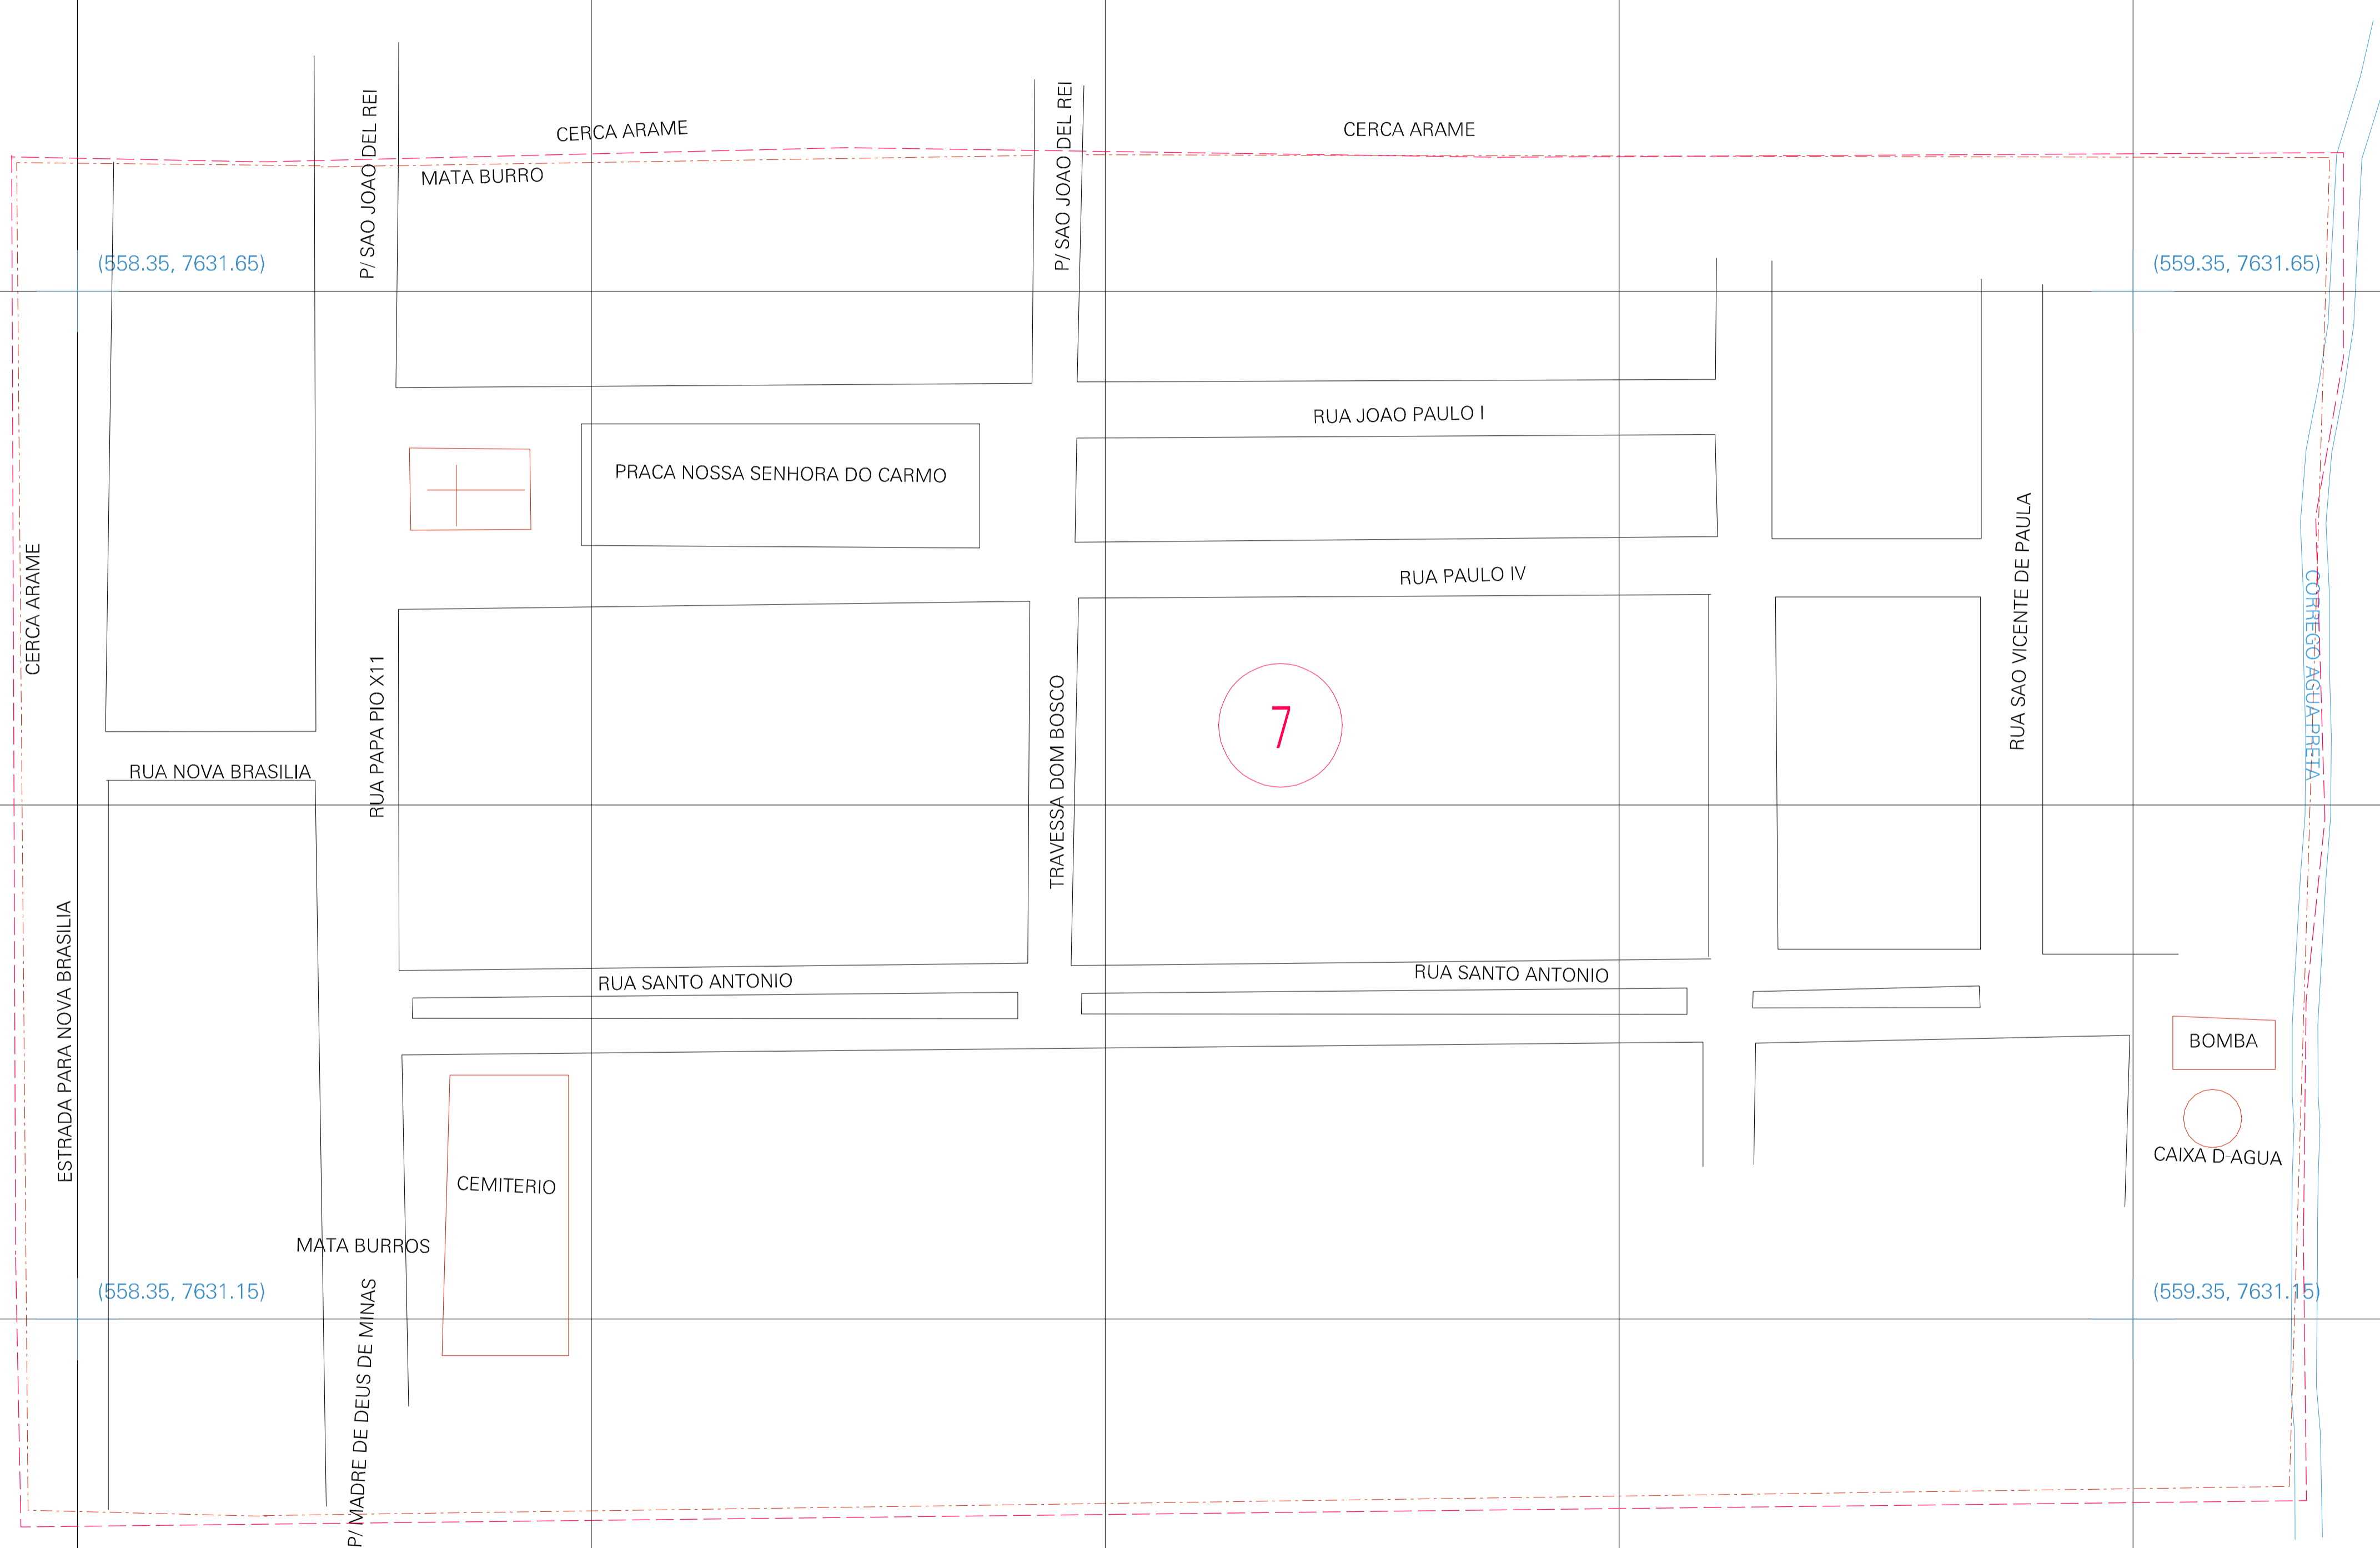 P/ SAO JOAO DEL REI
P/ SAO JOAO DEL REI
CERCA ARAME
CERCA ARAME
MATA BURRO
(558.35, 7631.65)
(559.35, 7631.65)
RUA JOAO PAULO I
PRACA NOSSA SENHORA DO CARMO
RUA PAULO IV
CERCA ARAME
RUA SAO VICENTE DE PAULA
CORREGO AGUA PRETA
RUA PAPA PIO X11
TRAVESSA DOM BOSCO
7
RUA NOVA BRASILIA
ESTRADA PARA NOVA BRASILIA
RUA SANTO ANTONIO
RUA SANTO ANTONIO
BOMBA
CAIXA D-AGUA
CEMITERIO
MATA BURROS
(558.35, 7631.15)
(559.35, 7631.15)
P/ MADRE DE DEUS DE MINAS